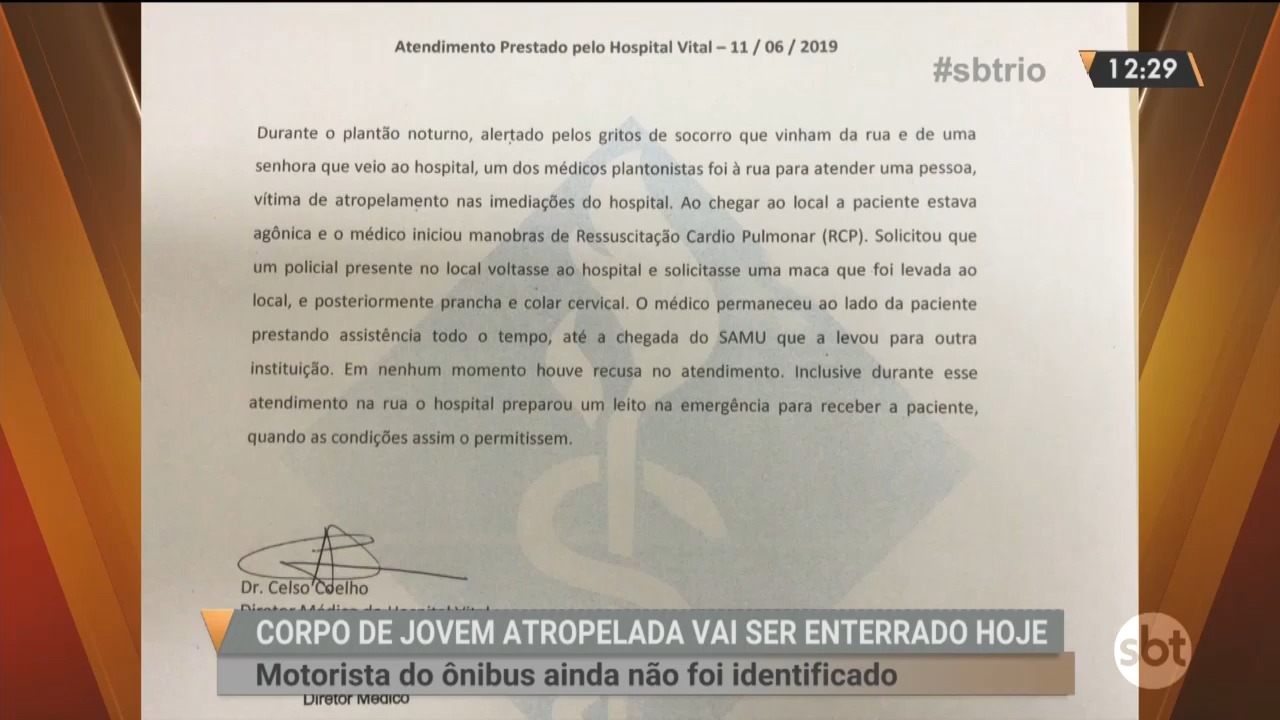 Atendimento Prestado pelo Hospital Vital – 11 / 06 / 2019
#sbtrio
12:29
Durante o plantão noturno, alertado pelos gritos de socorro que vinham da rua e de uma
senhora que veio ao hospital, um dos médicos plantonistas foi à rua para atender uma pessoa,
vítima de atropelamento nas imediações do hospital. Ao chegar ao local a paciente estava
agônica e o médico iniciou manobras de Ressuscitação Cardio Pulmonar (RCP). Solicitou que
um policial presente no local voltasse ao hospital e solicitasse uma maca que foi levada ao
local, e posteriormente prancha e colar cervical. O médico permaneceu ao lado da paciente
prestando assistência todo o tempo, até a chegada do SAMU que a levou para outra
instituição. Em nenhum momento houve recusa no atendimento. Inclusive durante esse
atendimento na rua o hospital preparou um leito na emergência para receber a paciente,
quando as condições assim o permitissem.
Dr. Celso Coelho
Diretor Médico do Hospital Vital
CORPO DE JOVEM ATROPELADA VAI SER ENTERRADO HOJE
Motorista do ônibus ainda não foi identificado
sbt
Diretor Médico